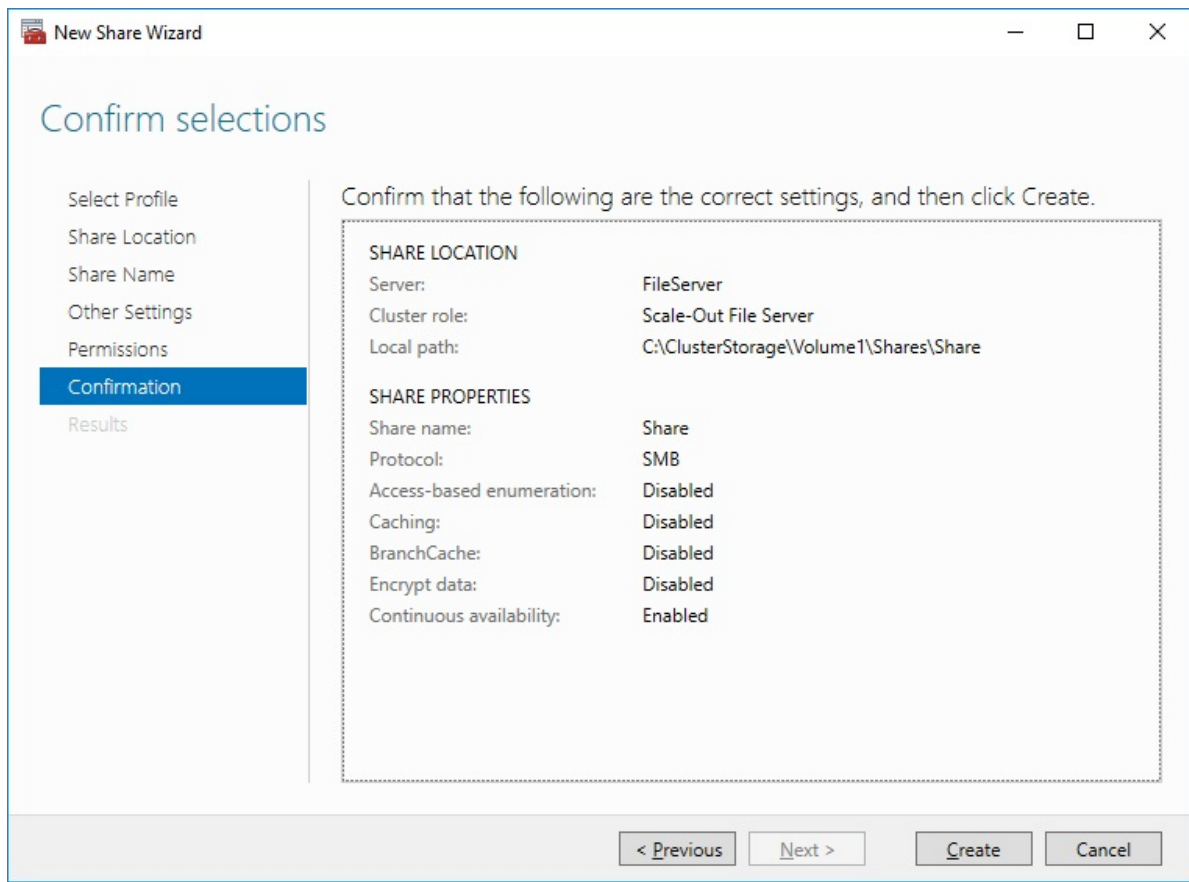 New Share Wizard
Confirm selections
Select Profile
Share Location
Share Name
Other Settings
Permissions
Confirmation
Results
Confirm that the following are the correct settings, and then click Create.
SHARE LOCATION
Server: FileServer
Cluster role: Scale-Out File Server
Local path: C:\ClusterStorage\Volume1\Shares\Share
SHARE PROPERTIES
Share name: Share
Protocol: SMB
Access-based enumeration: Disabled
Caching: Disabled
BranchCache: Disabled
Encrypt data: Disabled
Continuous availability: Enabled
< Previous Next > Create Cancel